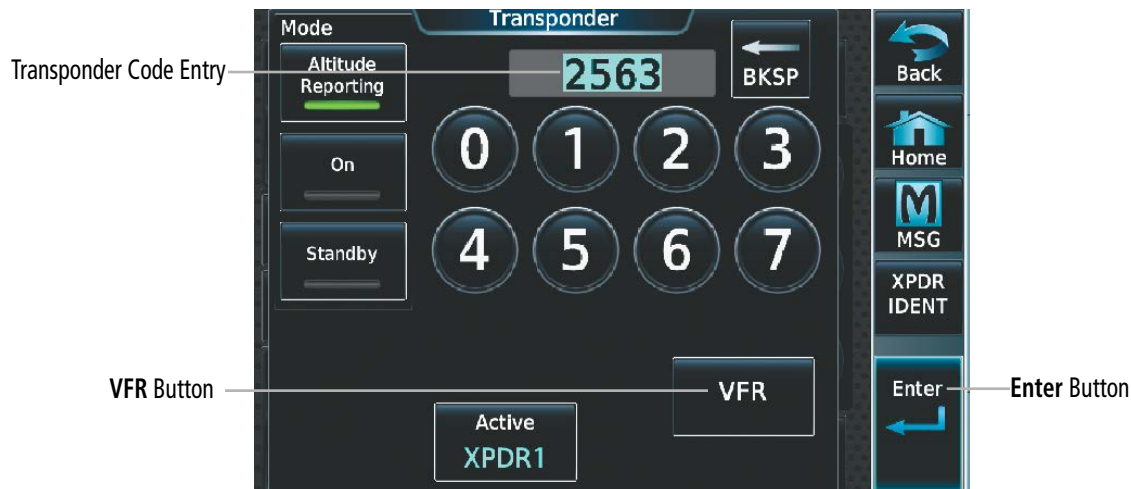 Transponder
Mode
Altitude
Reporting
2563
BKSP
Back
Transponder Code Entry
0 1 2 3
On
Home
MSG
4 5 6 7
Standby
XPDR
IDENT
VFR Button
VFR
Enter
Enter Button
Active
XPDR1